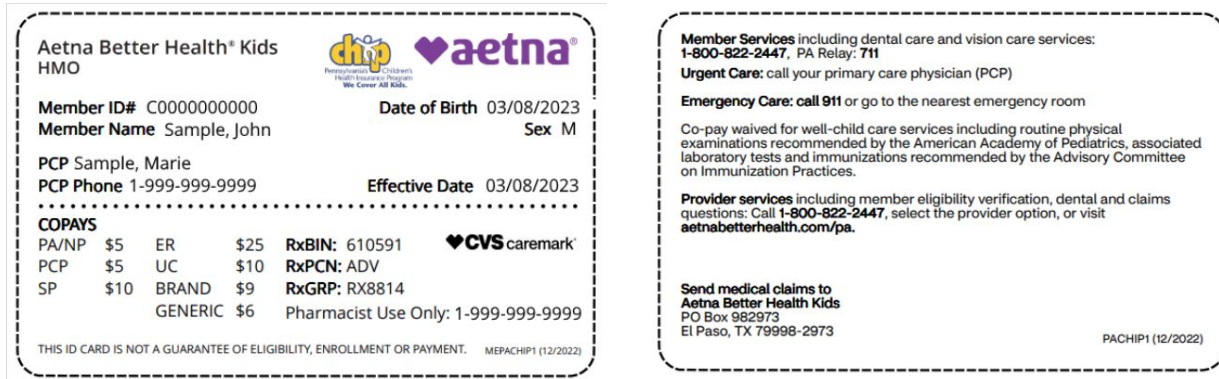 Aetna Better Health® Kids
HMO
chip
Pennsylvania's Children's
Health Insurance Program
We Cover All Kids.
aetna®
Member ID# C0000000000 Date of Birth 03/08/2023
Member Name Sample, John Sex M
PCP Sample, Marie
PCP Phone 1-999-999-9999 Effective Date 03/08/2023
COPAYS
PA/NP $5 ER $25 RxBIN: 610591 CVS caremark®
PCP $5 UC $10 RxPCN: ADV
SP $10 BRAND $9 RxGRP: RX8814
GENERIC $6 Pharmacist Use Only: 1-999-999-9999
THIS ID CARD IS NOT A GUARANTEE OF ELIGIBILITY, ENROLLMENT OR PAYMENT. MEPACHIP1 (12/2022)
Member Services including dental care and vision care services:
1-800-822-2447, PA Relay: 711
Urgent Care: call your primary care physician (PCP)
Emergency Care: call 911 or go to the nearest emergency room
Co-pay waived for well-child care services including routine physical
examinations recommended by the American Academy of Pediatrics, associated
laboratory tests and immunizations recommended by the Advisory Committee
on Immunization Practices.
Provider services including member eligibility verification, dental and claims
questions: Call 1-800-822-2447, select the provider option, or visit
aetnabetterhealth.com/pa.
Send medical claims to
Aetna Better Health Kids
PO Box 982973
El Paso, TX 79998-2973
PACHIP1 (12/2022)